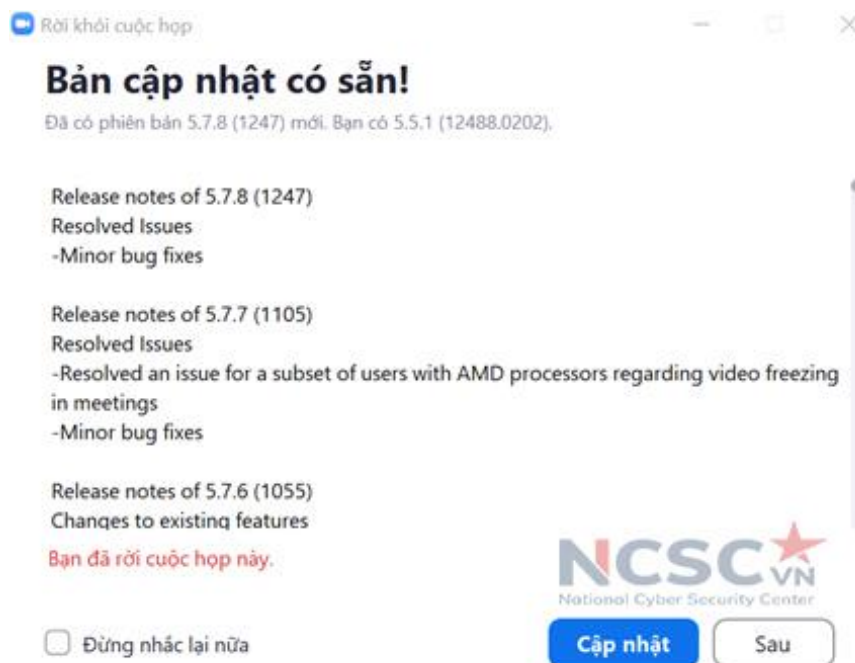 Rời khỏi cuộc họp
Bản cập nhật có sẵn!
Đã có phiên bản 5.7.8 (1247) mới. Bạn có 5.5.1 (12488.0202).
Release notes of 5.7.8 (1247)
Resolved Issues
-Minor bug fixes
Release notes of 5.7.7 (1105)
Resolved Issues
-Resolved an issue for a subset of users with AMD processors regarding video freezing
in meetings
-Minor bug fixes
Release notes of 5.7.6 (1055)
Changes to existing features
Bạn đã rời cuộc họp này.
NCSC VN
National Cyber Security Center
Đừng nhắc lại nữa
Cập nhật
Sau